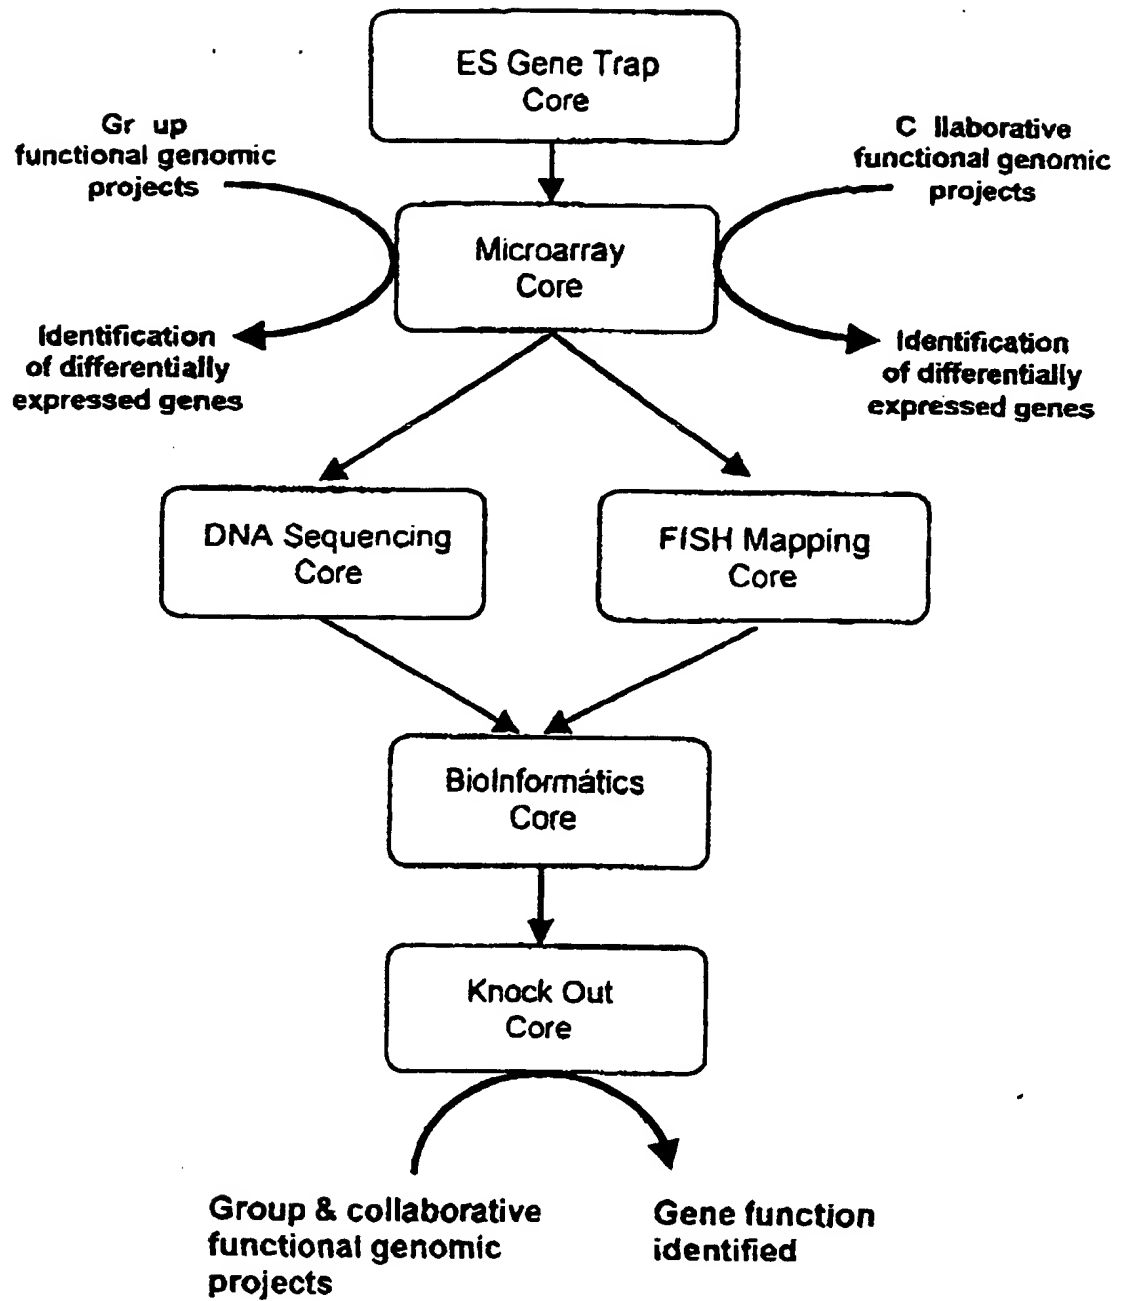 ES Gene Trap
Core
Gr up
functional genomic
projects
C llaborative
functional genomic
projects
Microarray
Core
Identification
of differentially
expressed genes
Identification
of differentially
expressed genes
DNA Sequencing
Core
FISH Mapping
Core
BioInformatics
Core
Knock Out
Core
Group & collaborative
functional genomic
projects
Gene function
identified